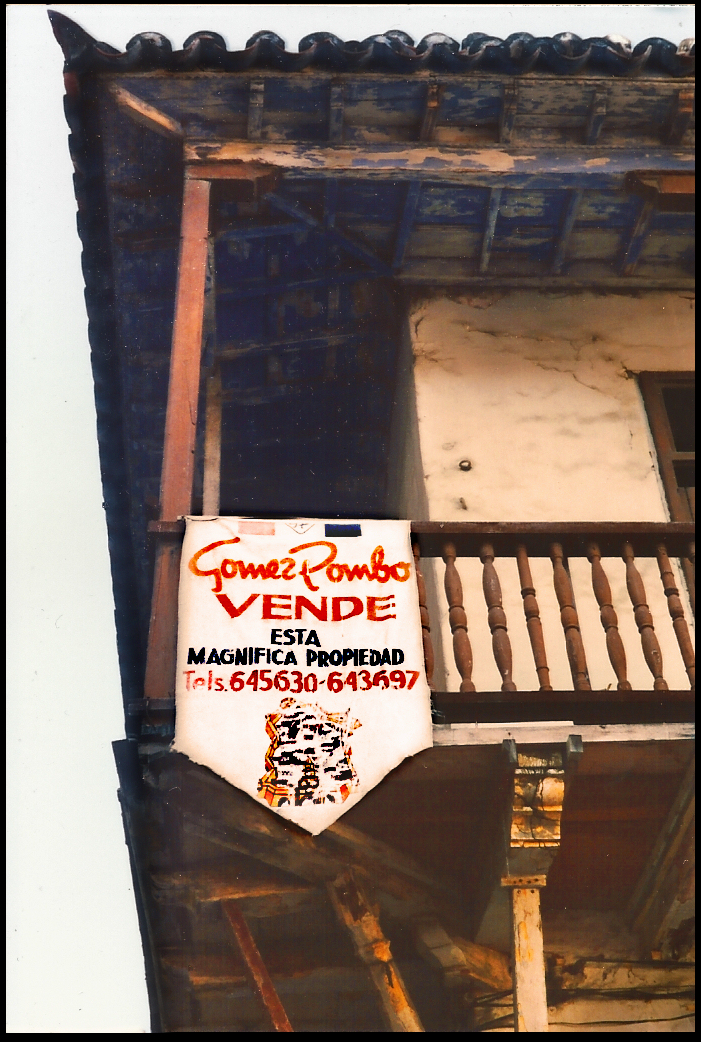 Gomez Pombo
VENDE
ESTA
MAGNIFICA PROPIEDAD
Tels. 645630-643697